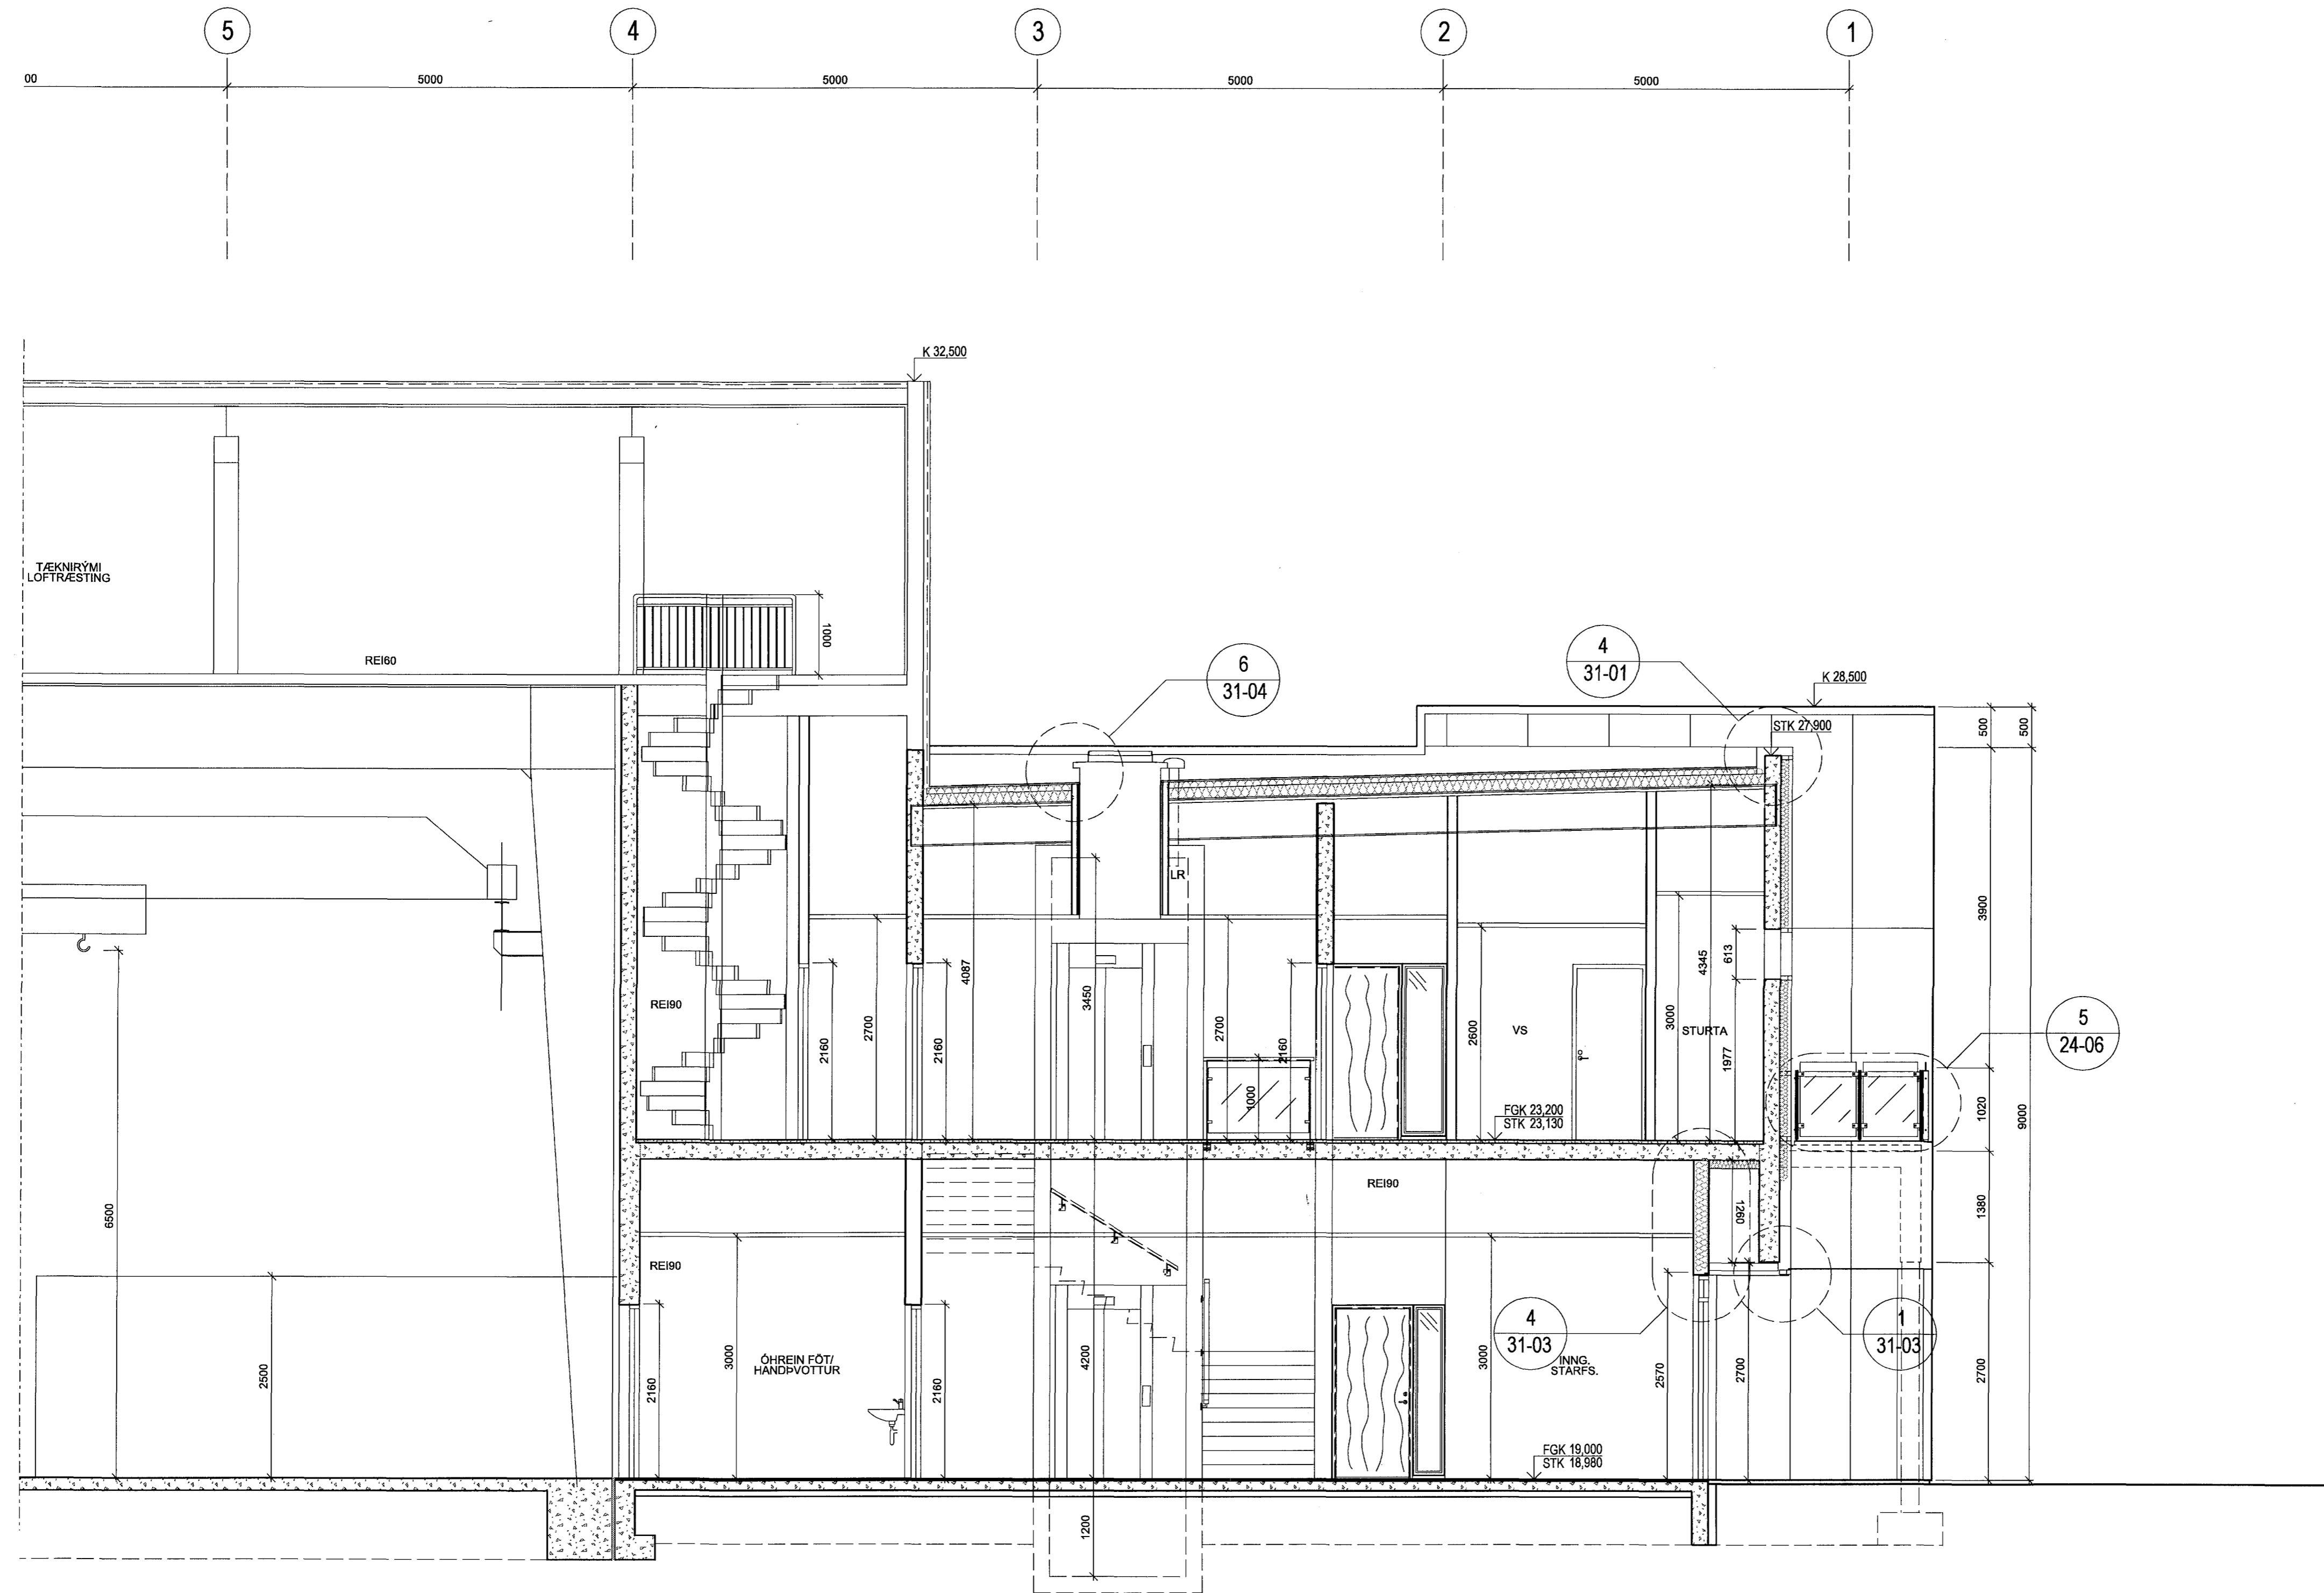 5
4
3
2
1
00
5000
5000
5000
5000
K 32,500
TÆKNIRÝMI
LOFTRÆSTING
1000
REI60
6
31-04
4
31-01
K 28,500
STK 27,900
500
500
LR
3900
613
4345
4087
3450
2700
2160
2160
2700
2160
2600
3000
1977
REI90
VS
STURTA
5
24-06
1000
1020
9000
FGK 23,200
STK 23,130
6500
REI90
1260
1380
REI90
2500
2160
3000
ÓHREIN FÖT/
HANDÞVOTTUR
2160
4200
3000
4
31-03
INNG.
STARFS.
2570
2700
1
31-03
2700
FGK 19,000
STK 18,980
1200